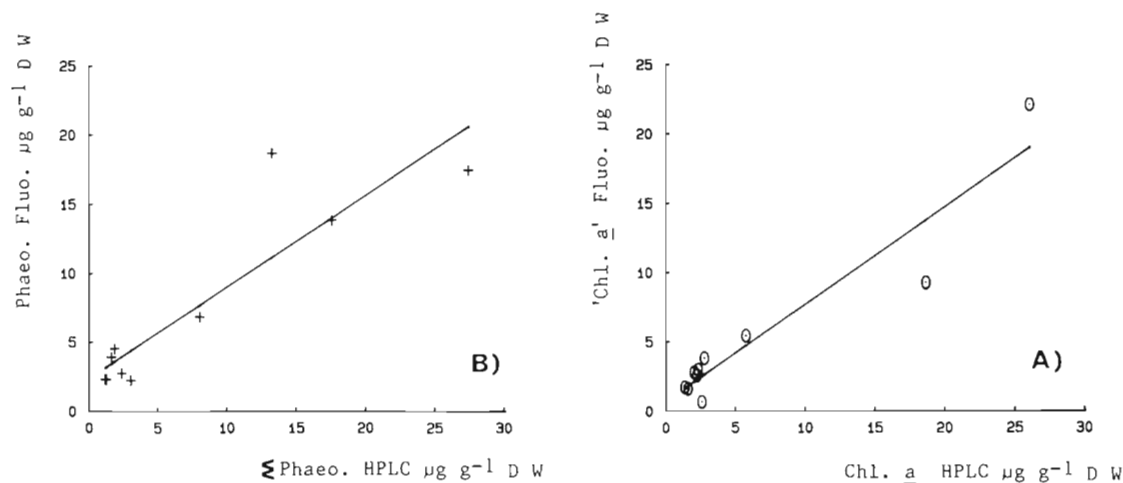 Phaeo. Fluo. µg g-1 D W
25
20
15
10
5
0
0 5 10 15 20 25 30
B)
ΣPhaeo. HPLC µg g-1 D W
'Chl. a' Fluo. µg g-1 D W
25
20
15
10
5
0
0 5 10 15 20 25 30
A)
Chl. a HPLC µg g-1 D W